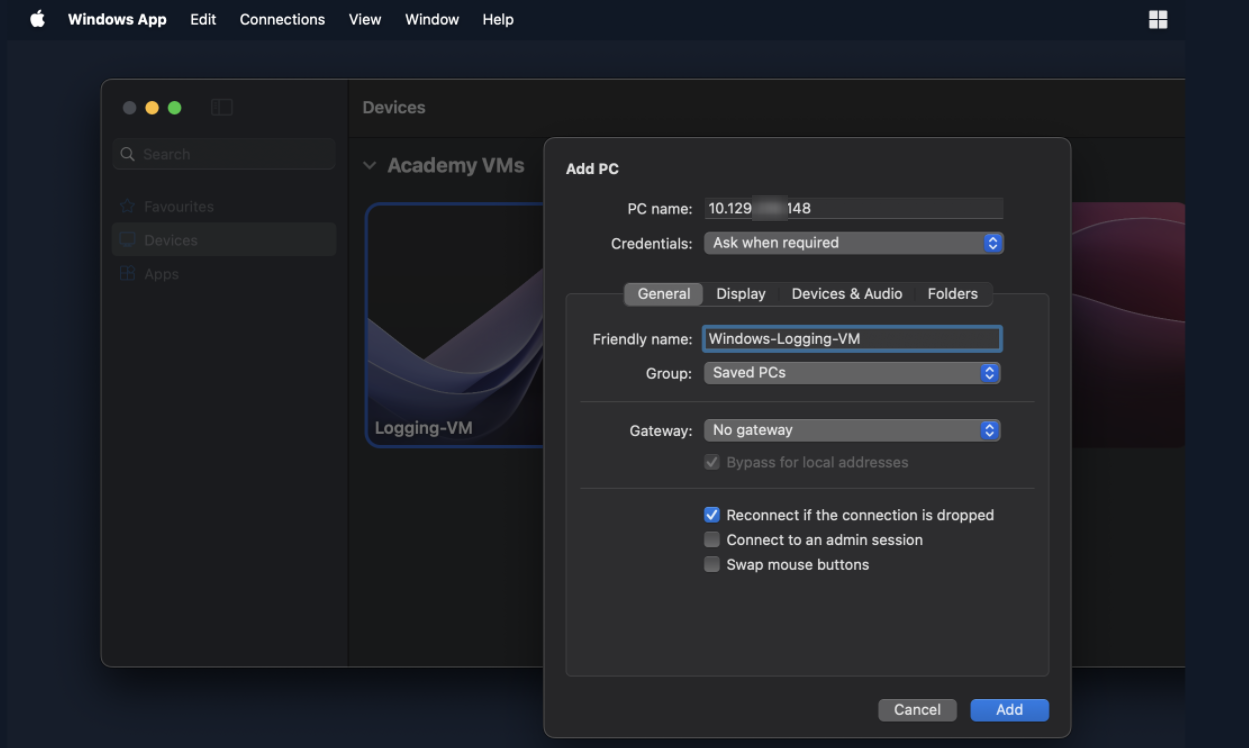 Windows App Edit Connections View Window Help
Devices
Search
Favourites
Devices
Apps
Academy VMs
Logging-VM
Add PC
PC name: 10.129 148
Credentials: Ask when required
General Display Devices & Audio Folders
Friendly name: Windows-Logging-VM
Group: Saved PCs
Gateway: No gateway
Bypass for local addresses
Reconnect if the connection is dropped
Connect to an admin session
Swap mouse buttons
Cancel Add